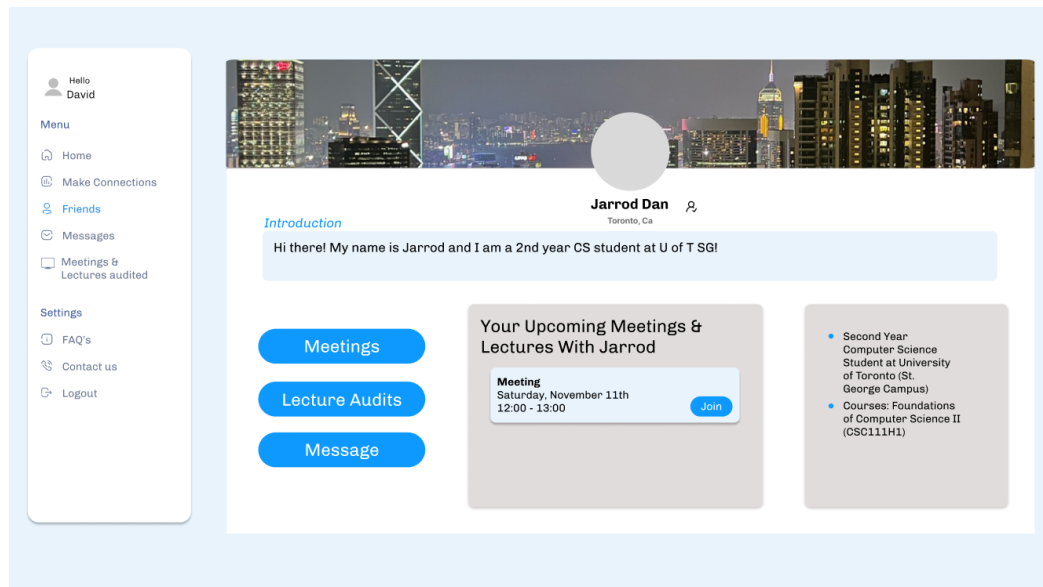 Hello
David
Menu
Home
Make Connections
Friends
Messages
Meetings &
Lectures audited
Settings
FAQ's
Contact us
Logout
Jarrod Dan
Toronto, Ca
Introduction
Hi there! My name is Jarrod and I am a 2nd year CS student at U of T SG!
Meetings
Lecture Audits
Message
Your Upcoming Meetings &
Lectures With Jarrod
Meeting
Saturday, November 11th
12:00 - 13:00
Join
Second Year
Computer Science
Student at University
of Toronto (St.
George Campus)
Courses: Foundations
of Computer Science II
(CSC111H1)